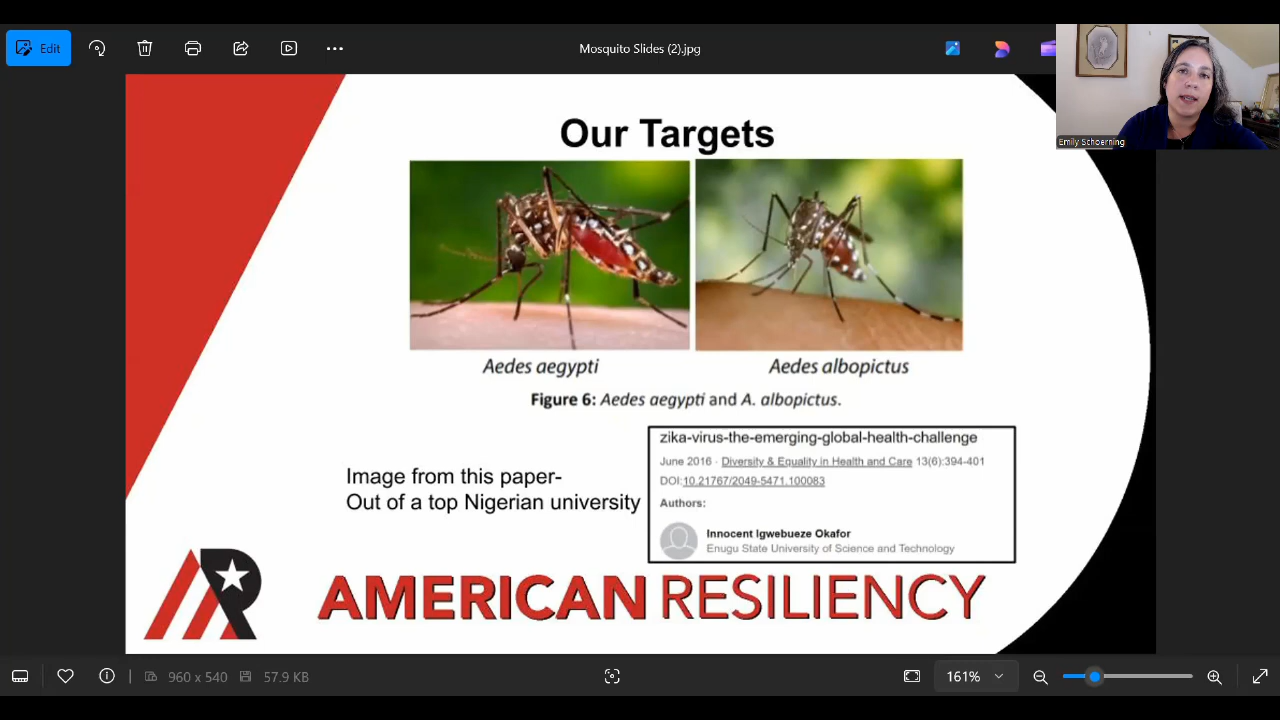 Edit
Mosquito Slides (2).jpg
Emily Schoerning
Our Targets
Aedes aegypti
Aedes albopictus
Figure 6: Aedes aegypti and A. albopictus.
zika-virus-the-emerging-global-health-challenge
June 2016 · Diversity & Equality in Health and Care 13(6):394-401
DOI:10.21767/2049-5471.100083
Authors:
Innocent Igwebueze Okafor
Enugu State University of Science and Technology
Image from this paper-
Out of a top Nigerian university
AMERICAN RESILIENCY
960 x 540
57.9 KB
161%